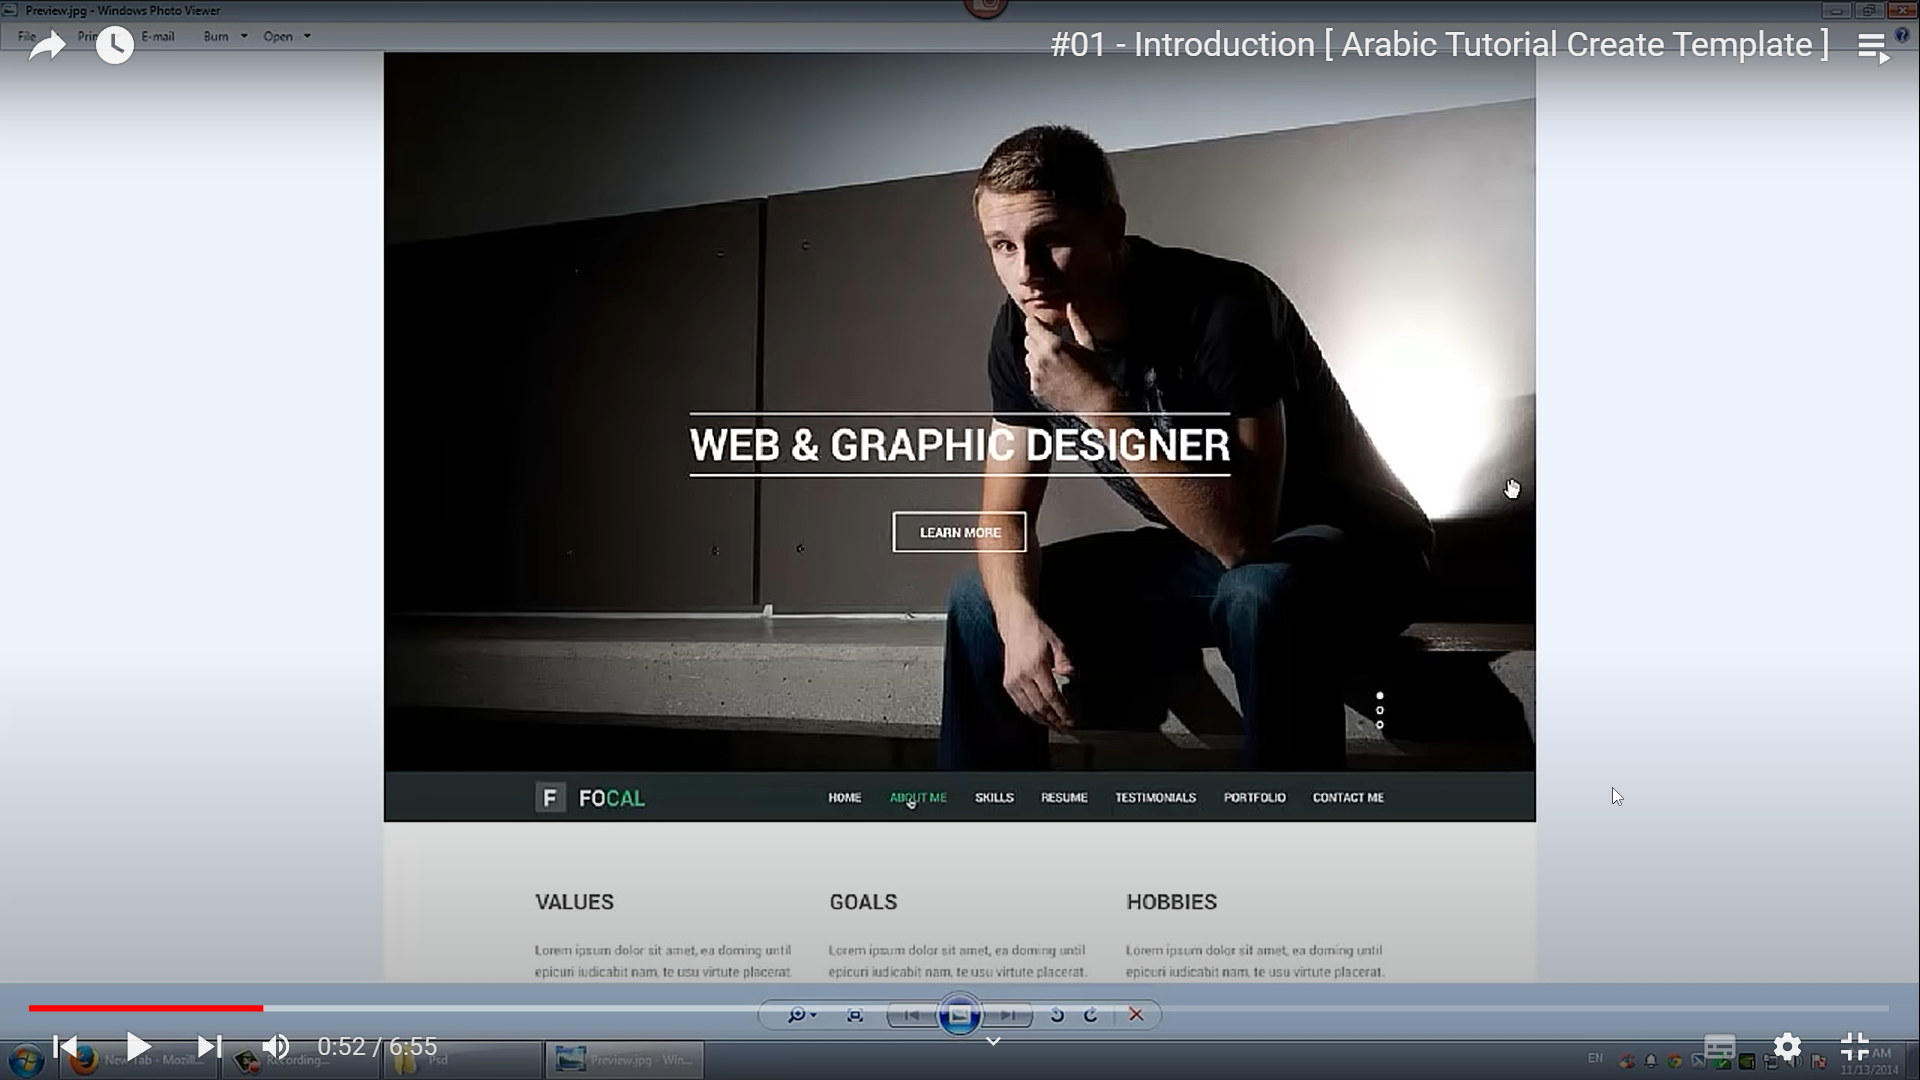 Preview.jpg - Windows Photo Viewer
File Print E-mail Burn Open
#01 - Introduction [ Arabic Tutorial Create Template ]
WEB & GRAPHIC DESIGNER
LEARN MORE
F FOCAL HOME ABOUT ME SKILLS RESUME TESTIMONIALS PORTFOLIO CONTACT ME
VALUES GOALS HOBBIES
Lorem ipsum dolor sit amet, ea doming until Lorem ipsum dolor sit amet, ea doming until Lorem ipsum dolor sit amet, ea doming until
epicuri iudicabit nam, te usu virtute placerat. epicuri iudicabit nam, te usu virtute placerat. epicuri iudicabit nam, te usu virtute placerat.
0:52 / 6:55
New Tab - Mozill... Recording... Psd Preview.jpg - Win... EN AM
11/13/2014